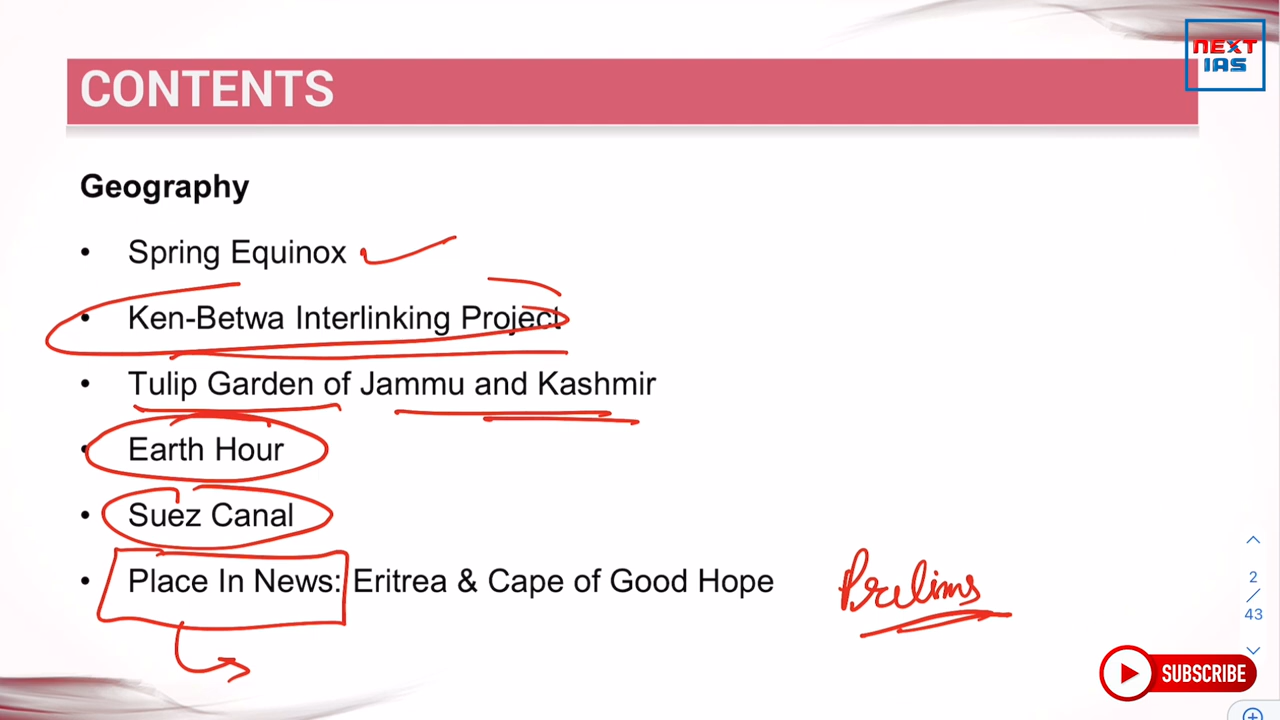 NEXT
IAS
CONTENTS
Geography
• Spring Equinox
• Ken-Betwa Interlinking Project
• Tulip Garden of Jammu and Kashmir
• Earth Hour
• Suez Canal
• Place In News: Eritrea & Cape of Good Hope
Prelims
2
/
43
SUBSCRIBE